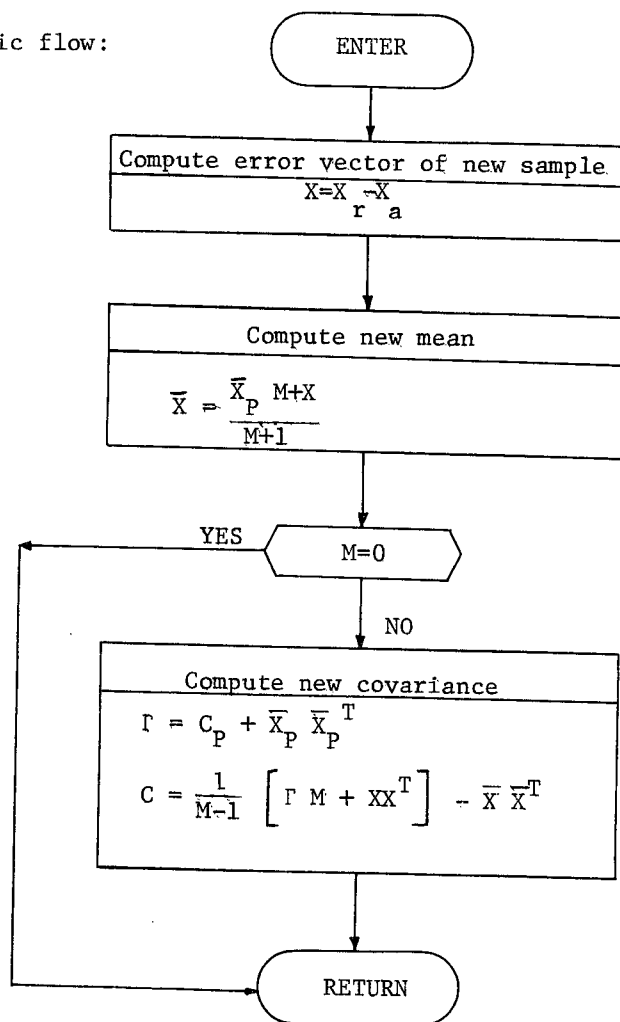 ic flow:
ENTER
Compute error vector of new sample
X=X_r-X_a
Compute new mean
X̄ = (X̄_P M+X)/(M+1)
YES
M=0
NO
Compute new covariance
Γ = C_P + X̄_P X̄_P^T
C = 1/(M-1) [Γ M + XX^T] - X̄ X̄^T
RETURN